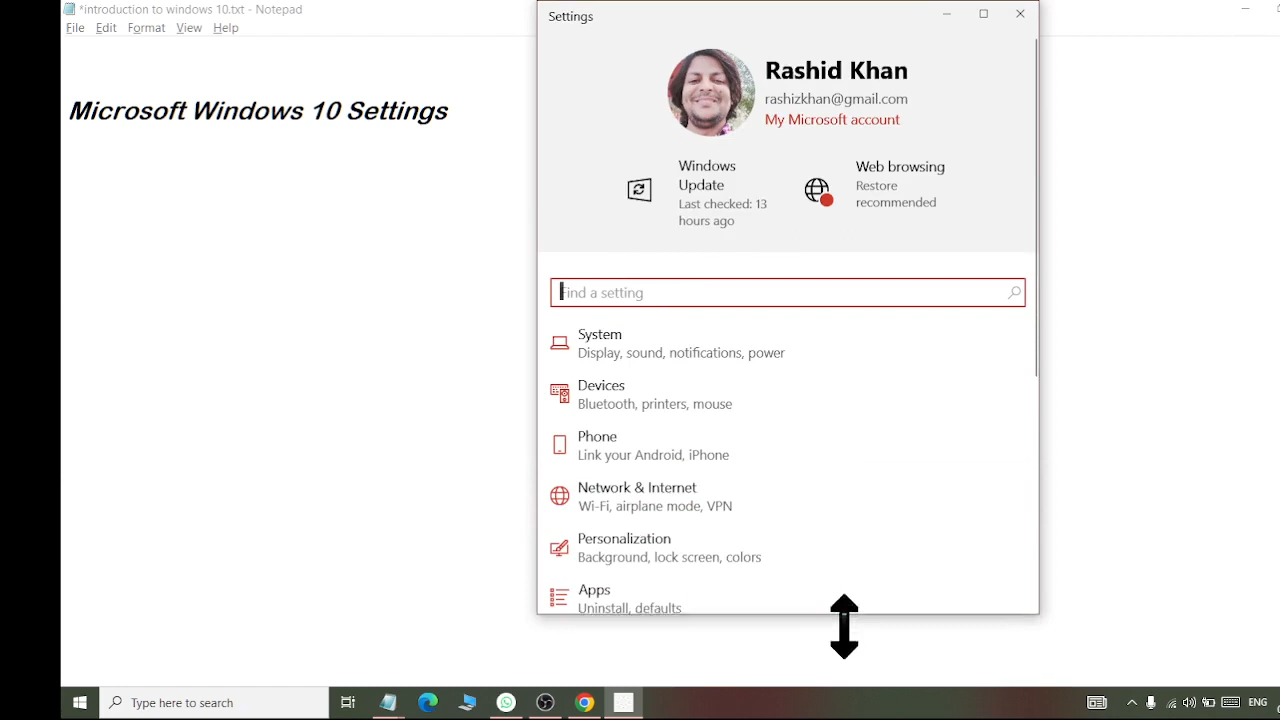 *introduction to windows 10.txt - Notepad
File Edit Format View Help
Microsoft Windows 10 Settings
Settings
Rashid Khan
rashizkhan@gmail.com
My Microsoft account
Windows
Update
Last checked: 13
hours ago
Web browsing
Restore
recommended
Find a setting
System
Display, sound, notifications, power
Devices
Bluetooth, printers, mouse
Phone
Link your Android, iPhone
Network & Internet
Wi-Fi, airplane mode, VPN
Personalization
Background, lock screen, colors
Apps
Uninstall, defaults
Type here to search
ENG